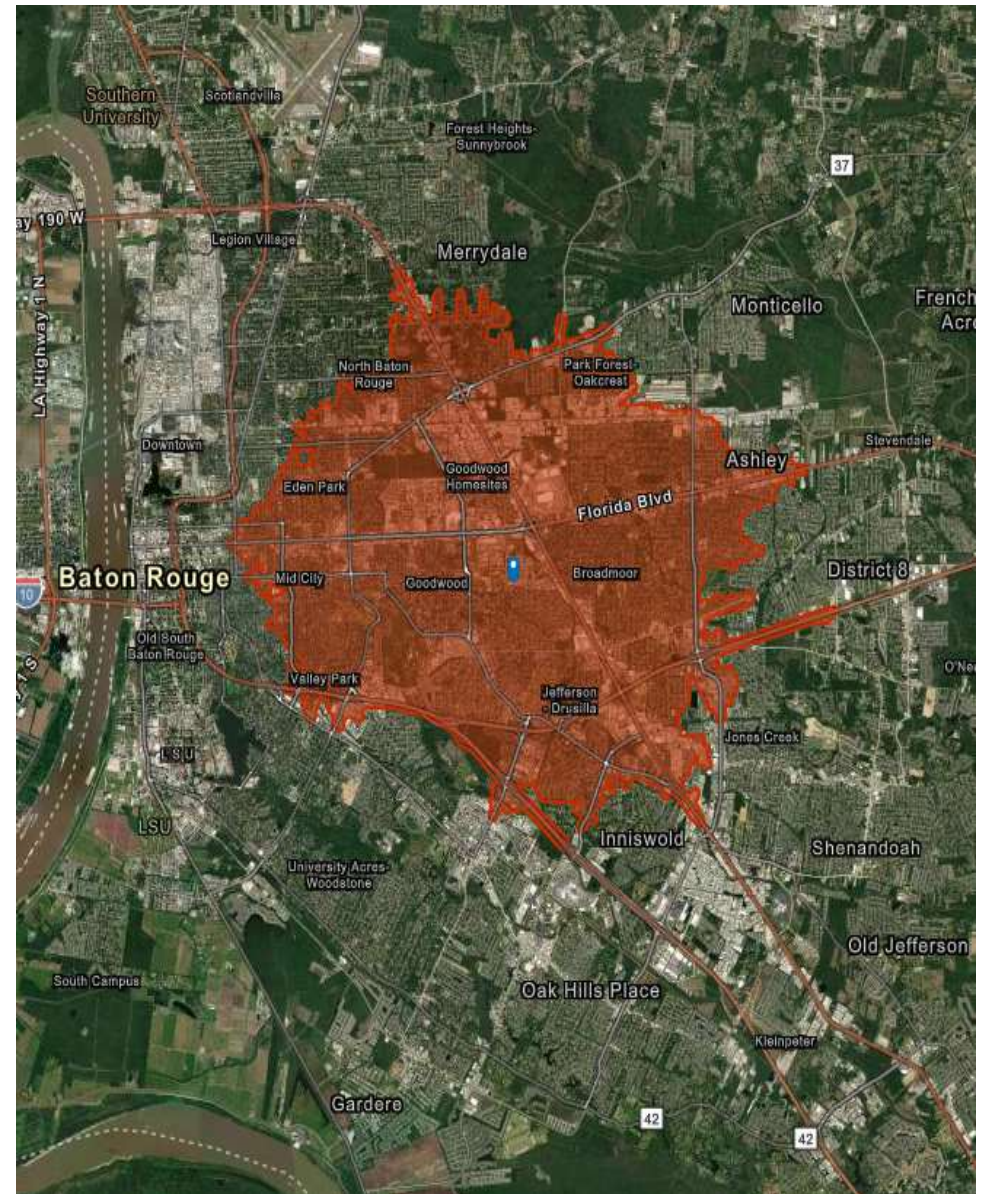 Southern
University
Scotlandville
Forest Heights-
Sunnybrook
37
ay 190 W
Legion Village
Merrydale
LA Highway 1 N
Monticello
French
Acre
North Baton
Rouge
Park Forest-
Oakcrest
Downtown
Stevendale
Ashley
Eden Park
Goodwood
Homesites
Florida Blvd
Baton Rouge
Mid City
Goodwood
Broadmoor
District 8
10
Old South
Baton Rouge
O'Nea
1 S
Valley Park
Jefferson
- Drusilla
LSU
Jones Creek
LSU
Inniswold
Shenandoah
University Acres-
Woodstone
Old Jefferson
South Campus
Oak Hills Place
Kleinpeter
Gardere
42
42